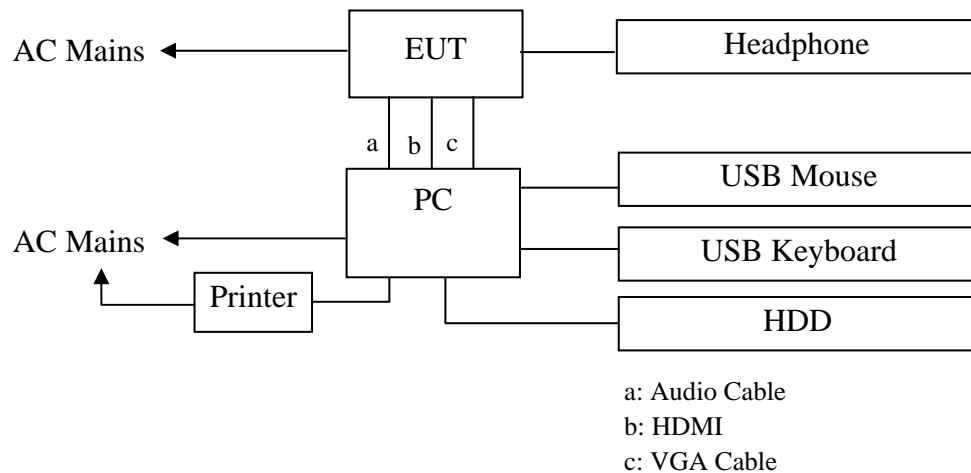 AC Mains
EUT
Headphone
a
b
c
PC
USB Mouse
AC Mains
USB Keyboard
Printer
HDD
a: Audio Cable
b: HDMI
c: VGA Cable